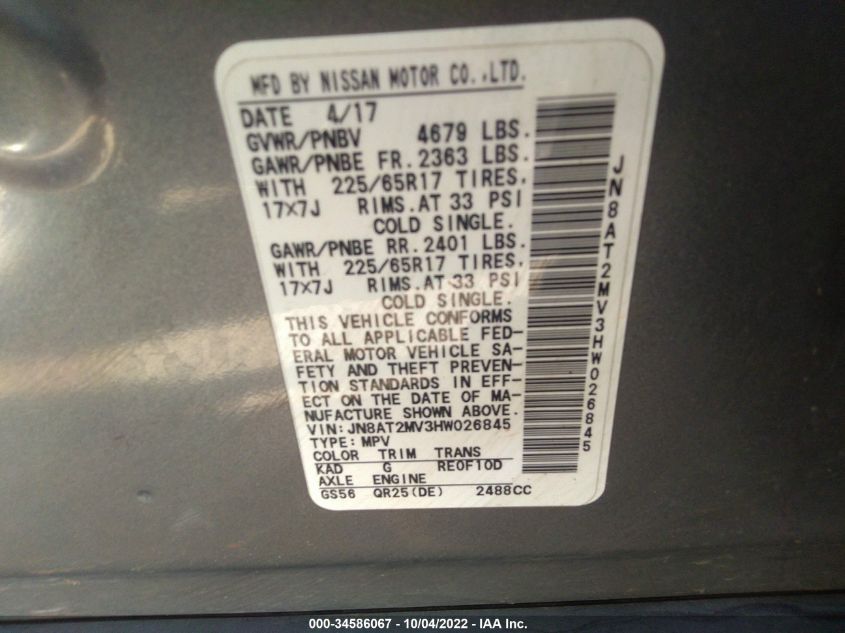 MFD BY NISSAN MOTOR CO.,LTD.
DATE 4/17
GVWR/PNBV 4679 LBS.
GAWR/PNBE FR. 2363 LBS.
WITH 225/65R17 TIRES,
17X7J RIMS.AT 33 PSI
COLD SINGLE.
GAWR/PNBE RR. 2401 LBS.
WITH 225/65R17 TIRES,
17X7J RIMS.AT 33 PSI
COLD SINGLE.
THIS VEHICLE CONFORMS
TO ALL APPLICABLE FED-
ERAL MOTOR VEHICLE SA-
FETY AND THEFT PREVEN-
TION STANDARDS IN EFF-
ECT ON THE DATE OF MA-
NUFACTURE SHOWN ABOVE.
VIN: JN8AT2MV3HW026845
TYPE: MPV
COLOR TRIM TRANS
KAD G RE0F10D
AXLE ENGINE
GS56 QR25(DE) 2488CC
JN8AT2MV3HW026845
000-34586067 - 10/04/2022 - IAA Inc.